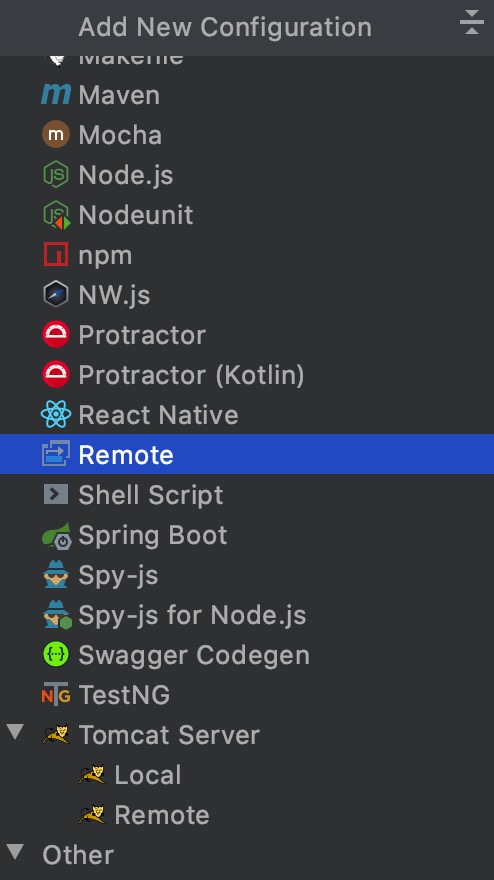 Add New Configuration
Makefile
Maven
Mocha
Node.js
Nodeunit
npm
NW.js
Protractor
Protractor (Kotlin)
React Native
Remote
Shell Script
Spring Boot
Spy-js
Spy-js for Node.js
Swagger Codegen
TestNG
Tomcat Server
Local
Remote
Other